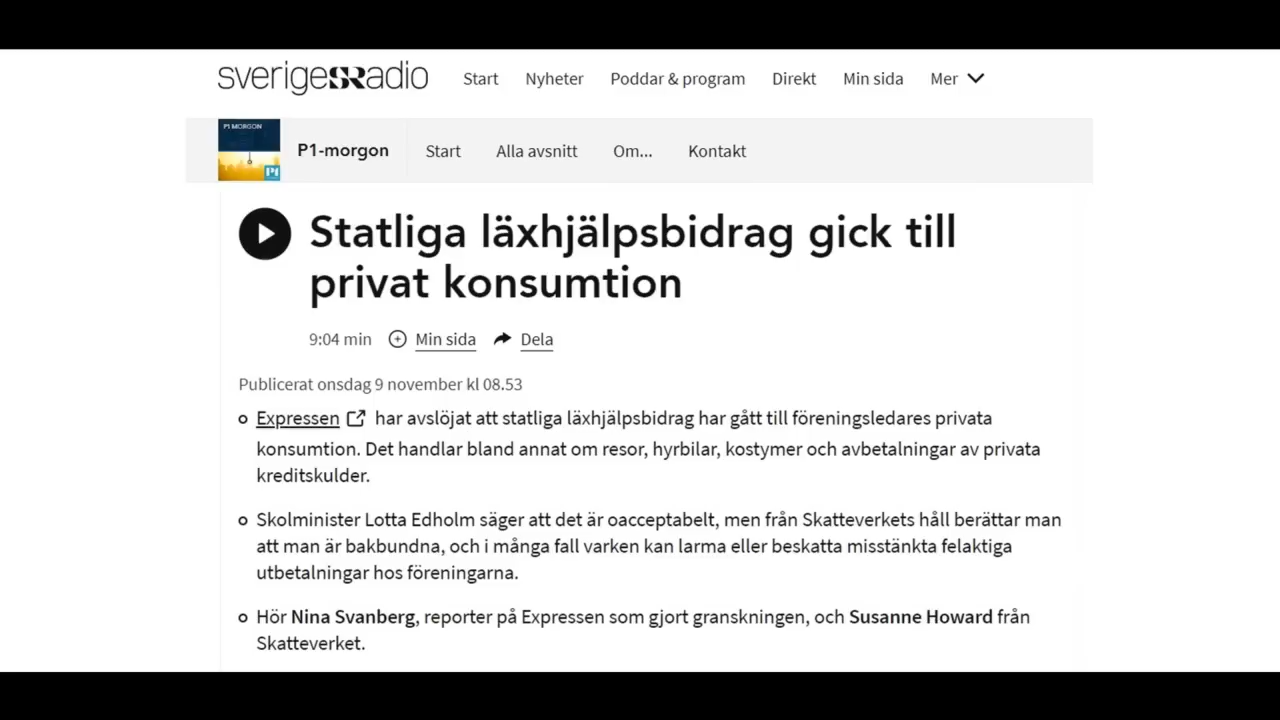 sverigesRadio
Start Nyheter Poddar & program Direkt Min sida Mer
P1 MORGON
P1
P1-morgon Start Alla avsnitt Om... Kontakt
Statliga läxhjälpsbidrag gick till
privat konsumtion
9:04 min Min sida Dela
Publicerat onsdag 9 november kl 08.53
Expressen har avslöjat att statliga läxhjälpsbidrag har gått till föreningsledares privata
konsumtion. Det handlar bland annat om resor, hyrbilar, kostymer och avbetalningar av privata
kreditskulder.
Skolminister Lotta Edholm säger att det är oacceptabelt, men från Skatteverkets håll berättar man
att man är bakbundna, och i många fall varken kan larma eller beskatta misstänkta felaktiga
utbetalningar hos föreningarna.
Hör Nina Svanberg, reporter på Expressen som gjort granskningen, och Susanne Howard från
Skatteverket.